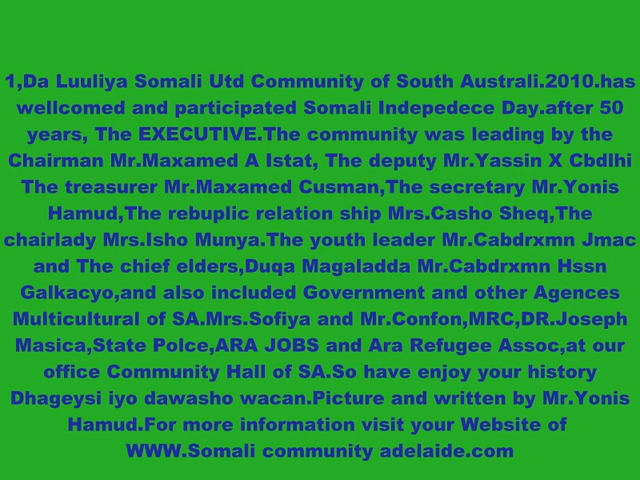 1,Da Luuliya Somali Utd Community of South Australi.2010.has
wellcomed and participated Somali Indepedece Day.after 50
years, The EXECUTIVE.The community was leading by the
Chairman Mr.Maxamed A Istat, The deputy Mr.Yassin X Cbdlhi
The treasurer Mr.Maxamed Cusman,The secretary Mr.Yonis
Hamud,The rebuplic relation ship Mrs.Casho Sheq,The
chairlady Mrs.Isho Munya.The youth leader Mr.Cabdrxmn Jmac
and The chief elders,Duqa Magaladda Mr.Cabdrxmn Hssn
Galkacyo,and also included Government and other Agences
Multicultural of SA.Mrs.Sofiya and Mr.Confon,MRC,DR.Joseph
Masica,State Polce,ARA JOBS and Ara Refugee Assoc,at our
office Community Hall of SA.So have enjoy your history
Dhageysi iyo dawasho wacan.Picture and written by Mr.Yonis
Hamud.For more information visit your Website of
WWW.Somali community adelaide.com